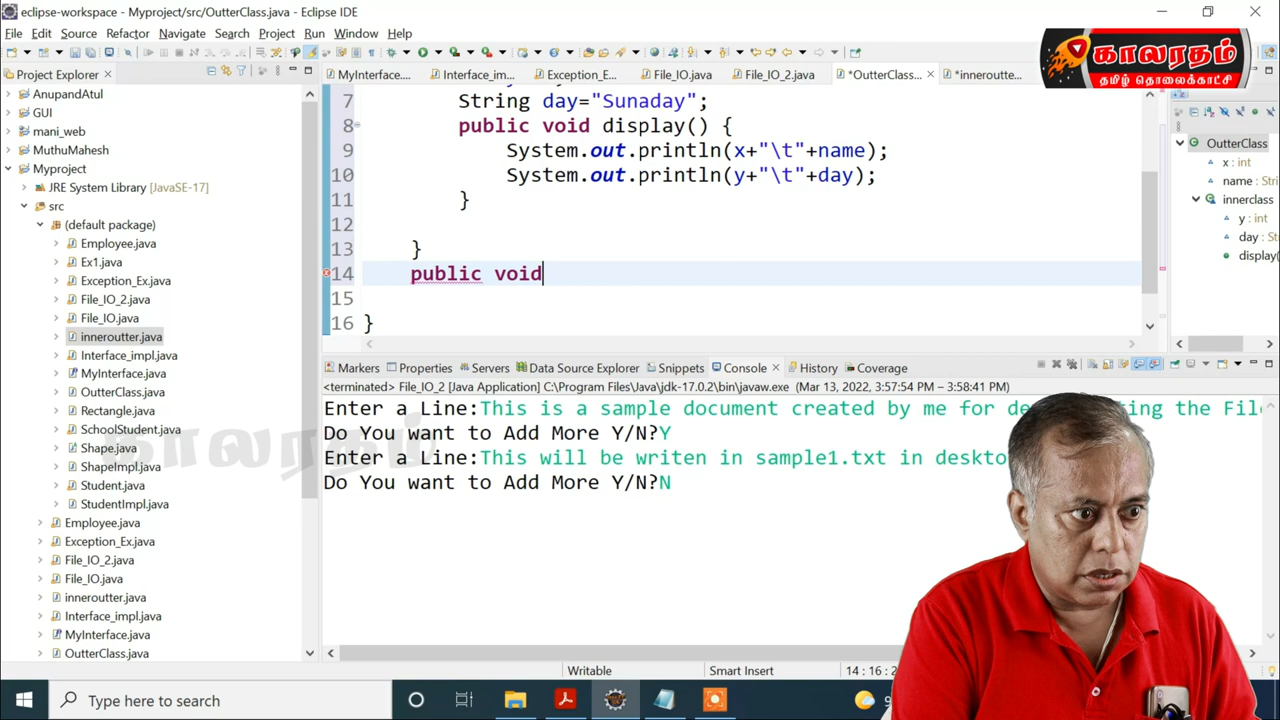 eclipse-workspace - Myproject/src/OutterClass.java - Eclipse IDE
File Edit Source Refactor Navigate Search Project Run Window Help
காலரதம்
தமிழ் தொலைக்காட்சி
Project Explorer
MyInterface....
Interface_im...
Exception_E...
File_IO.java
File_IO_2.java
*OutterClass...
*inneroutte...
AnupandAtul
GUI
mani_web
MuthuMahesh
Myproject
JRE System Library [JavaSE-17]
src
(default package)
Employee.java
Ex1.java
Exception_Ex.java
File_IO_2.java
File_IO.java
inneroutter.java
Interface_impl.java
MyInterface.java
OutterClass.java
Rectangle.java
SchoolStudent.java
Shape.java
ShapeImpl.java
Student.java
StudentImpl.java
Employee.java
Exception_Ex.java
File_IO_2.java
File_IO.java
inneroutter.java
Interface_impl.java
MyInterface.java
OutterClass.java
காலரதம்
7 String day="Sunaday";
8 public void display() {
9 System.out.println(x+"\t"+name);
10 System.out.println(y+"\t"+day);
11 }
12
13 }
14 public void
15
16 }
OutterClass
x : int
name : Stri
innerclass
y : int
day : St
display(
Markers Properties Servers Data Source Explorer Snippets Console History Coverage
<terminated> File_IO_2 [Java Application] C:\Program Files\Java\jdk-17.0.2\bin\javaw.exe (Mar 13, 2022, 3:57:54 PM – 3:58:41 PM)
Enter a Line:This is a sample document created by me for de
ting the Fil
Do You want to Add More Y/N?Y
Enter a Line:This will be writen in sample1.txt in deskto
Do You want to Add More Y/N?N
Writable
Smart Insert
14 : 16 : 2
Type here to search